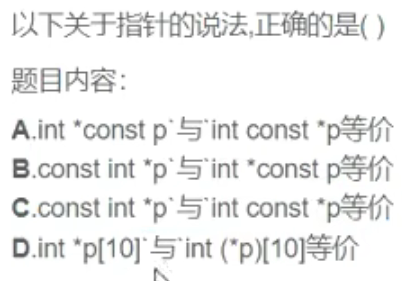 以下关于指针的说法,正确的是( )
题目内容：
A.int *const p`与`int const *p等价
B.const int *p`与`int *const p等价
C.const int *p`与`int const *p等价
D.int *p[10]`与`int (*p)[10]等价